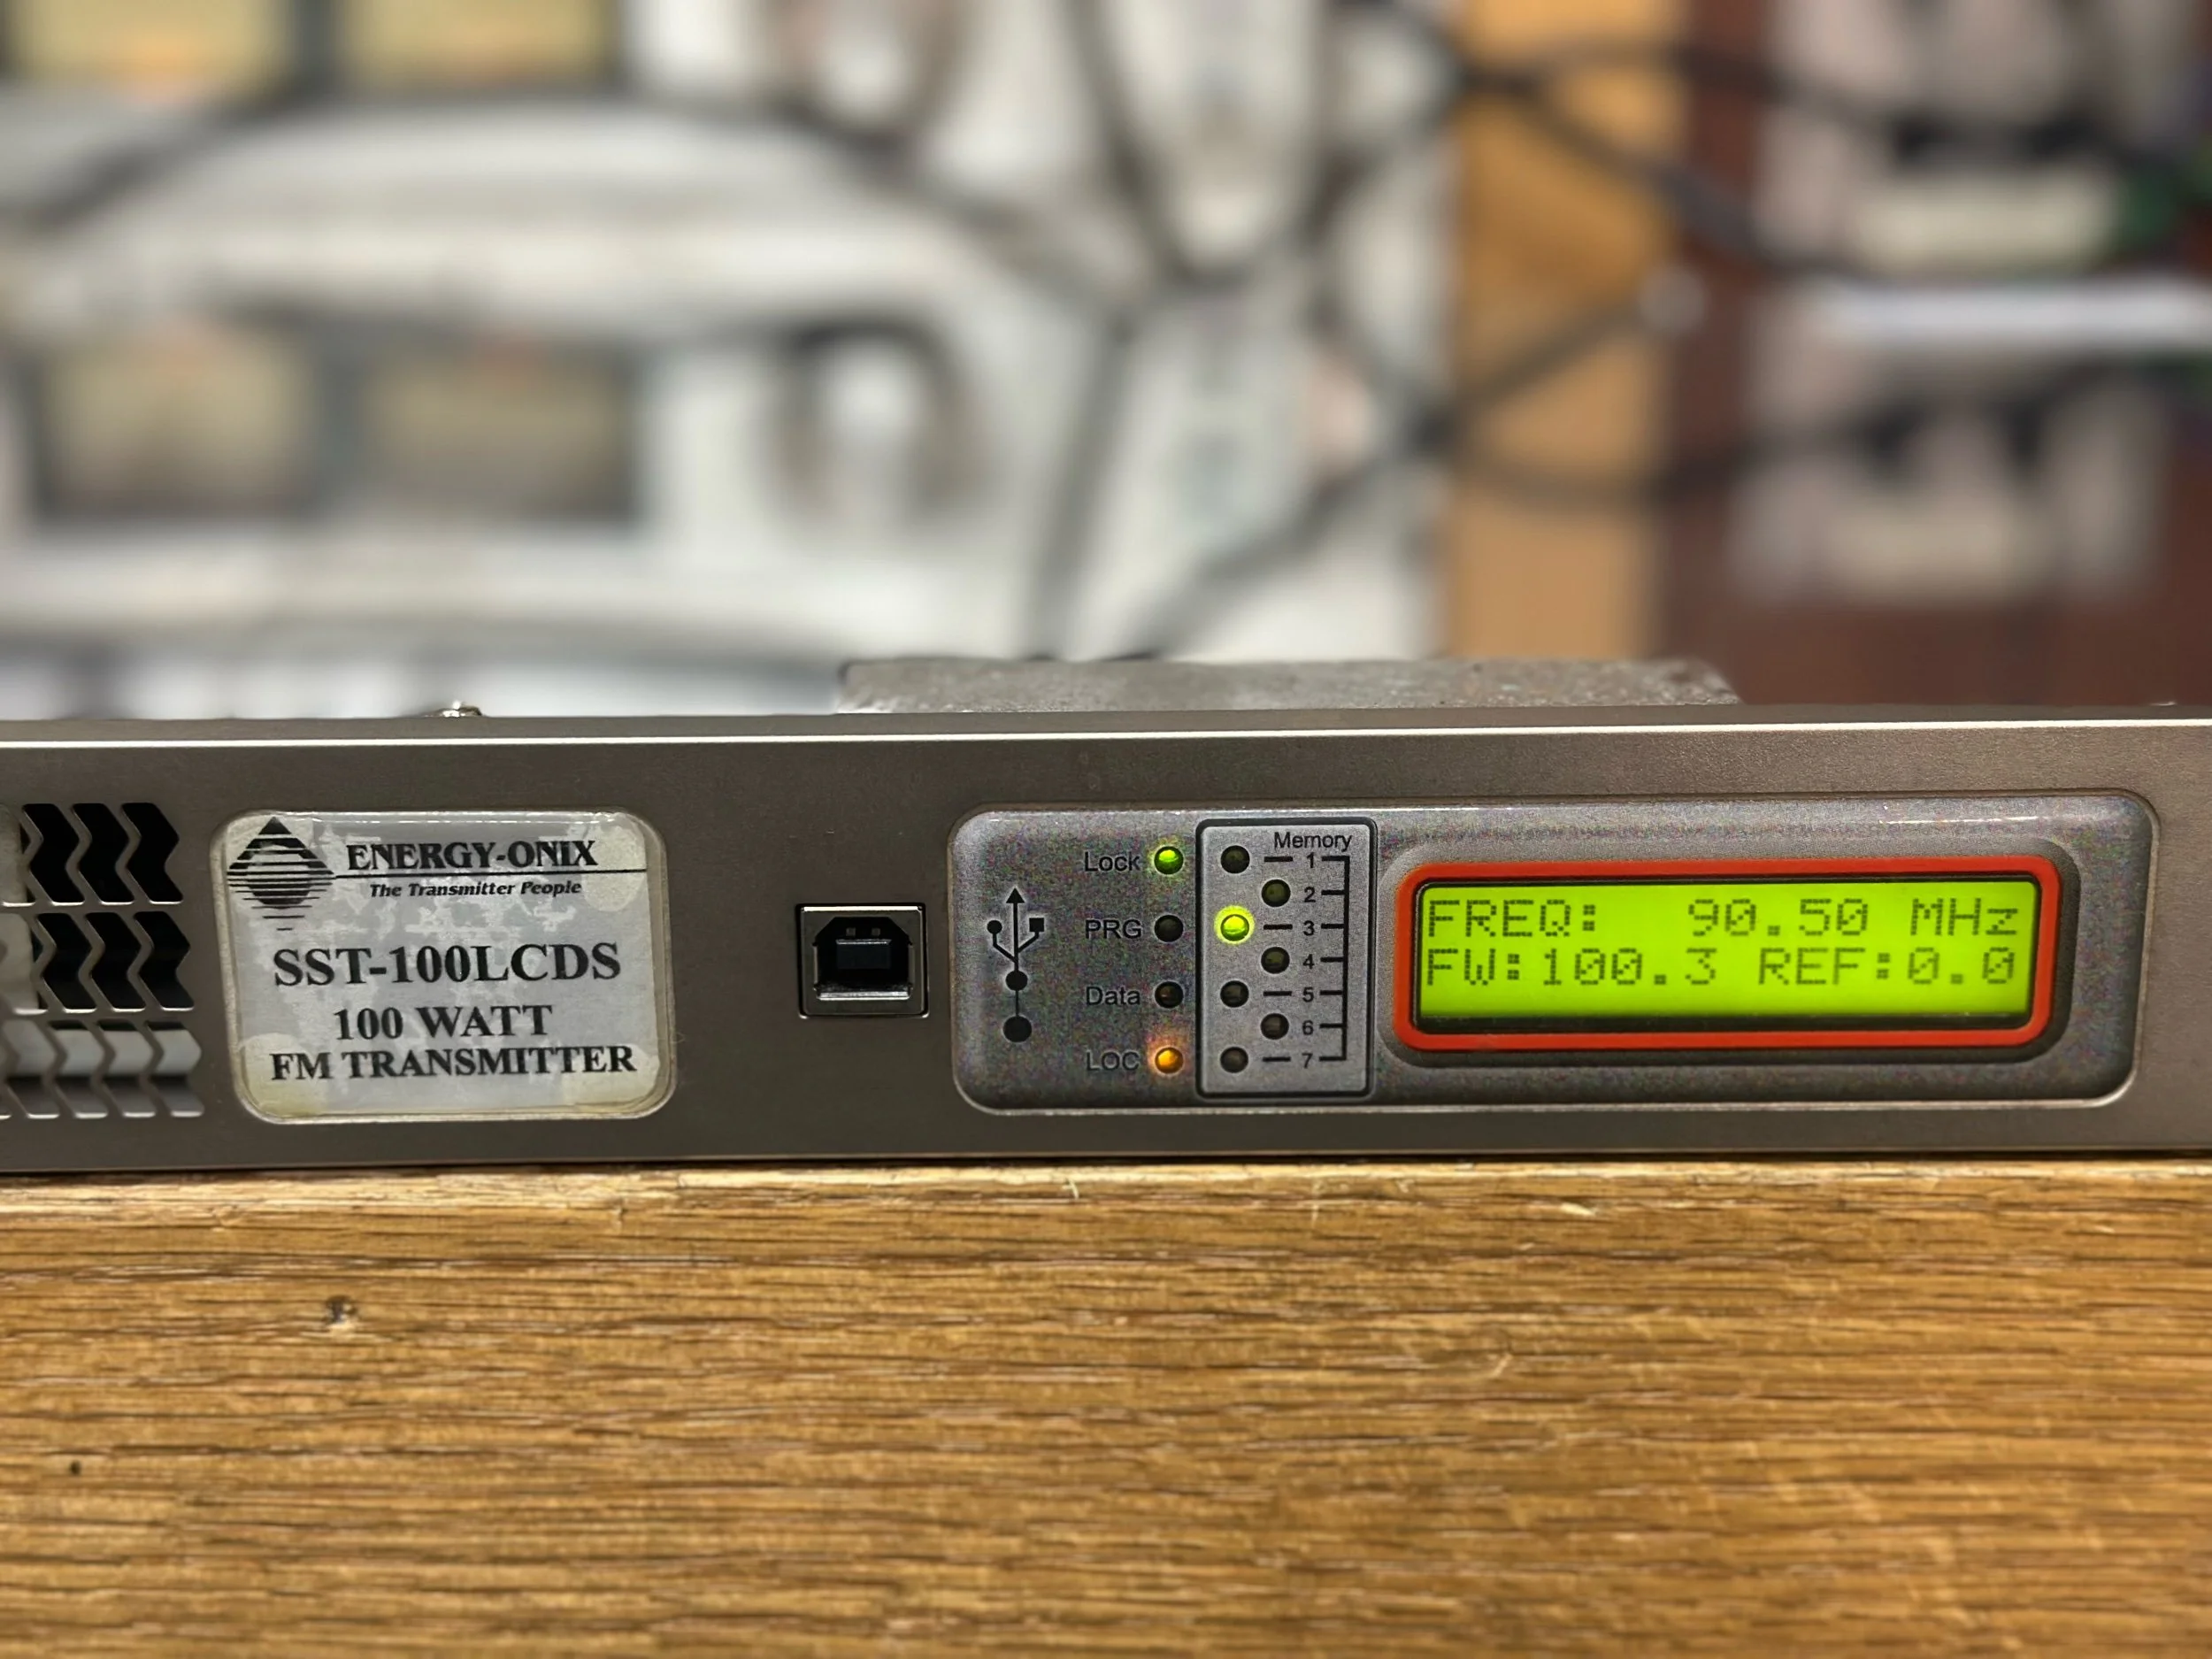 ENERGY-ONIX
The Transmitter People
SST-100LCDS
100 WATT
FM TRANSMITTER
Lock
PRG
Data
LOC
Memory
1
2
3
4
5
6
7
FREQ: 90.50 MHz
FW:100.3 REF:0.0